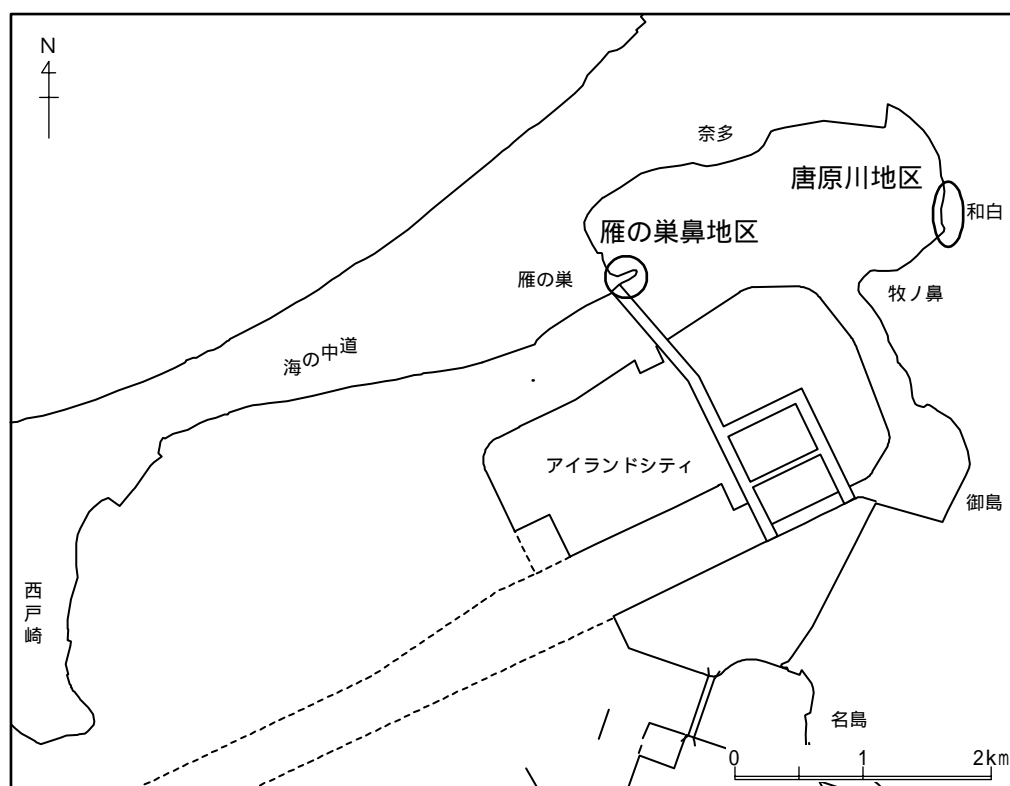 N
奈多
唐原川地区
和白
雁の巣鼻地区
雁の巣
牧ノ鼻
海の中道
アイランドシティ
御島
西戸崎
名島
0 1 2km